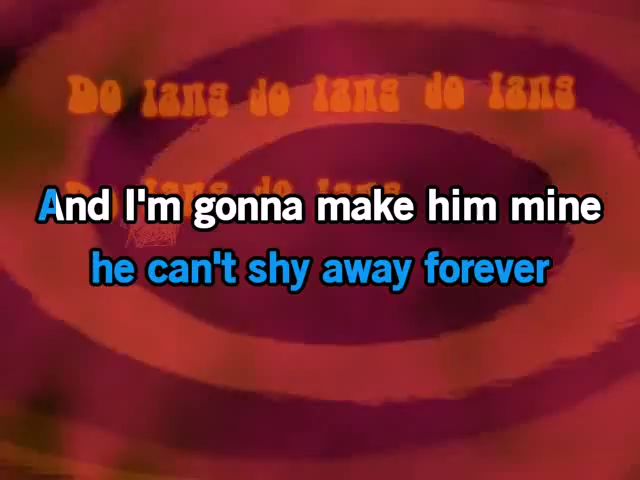 Do lang do lang do lang
Do lang do lang
And I'm gonna make him mine
he can't shy away forever